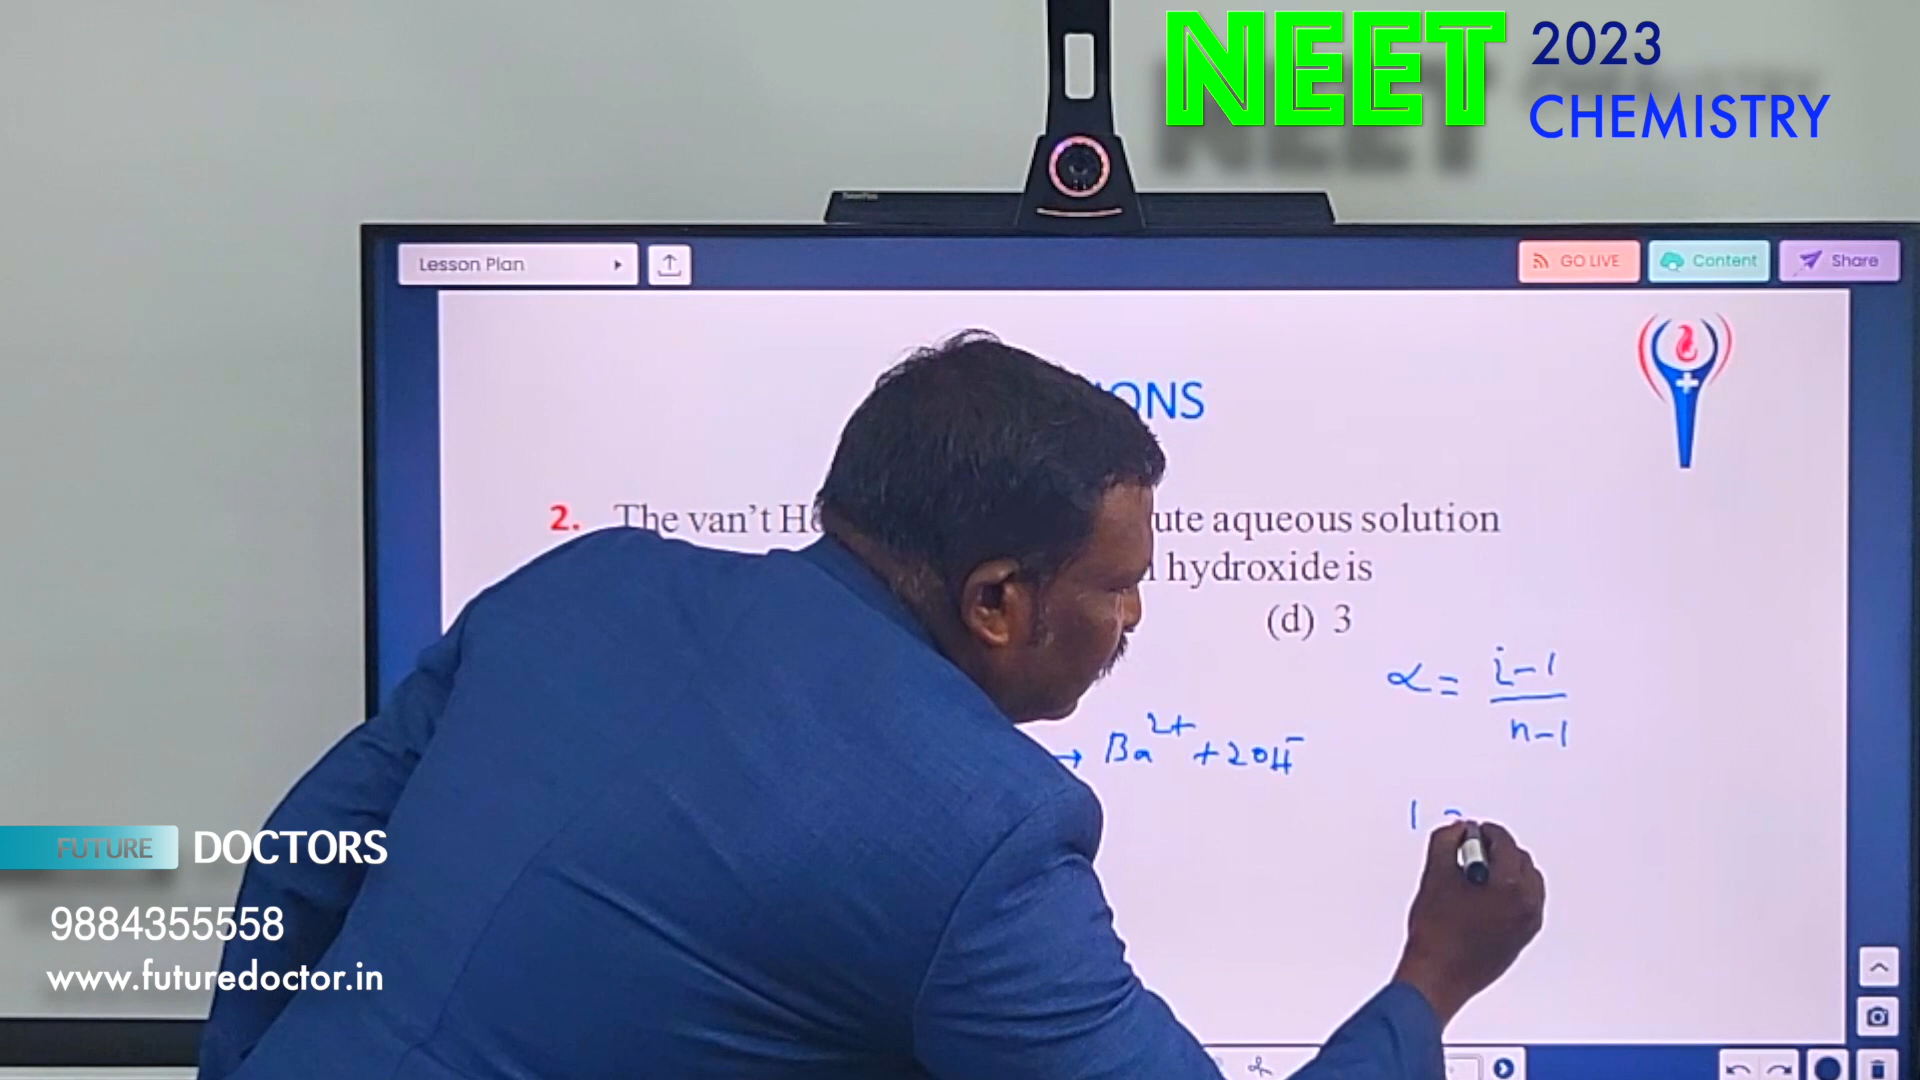 NEET 2023
CHEMISTRY
Lesson Plan
GO LIVE
Content
Share
ONS
2. The van't H ute aqueous solution
hydroxide is
(d) 3
α = i-1
n-1
→ Ba2+ + 2OH-
1 =
FUTURE DOCTORS
9884355558
www.futuredoctor.in